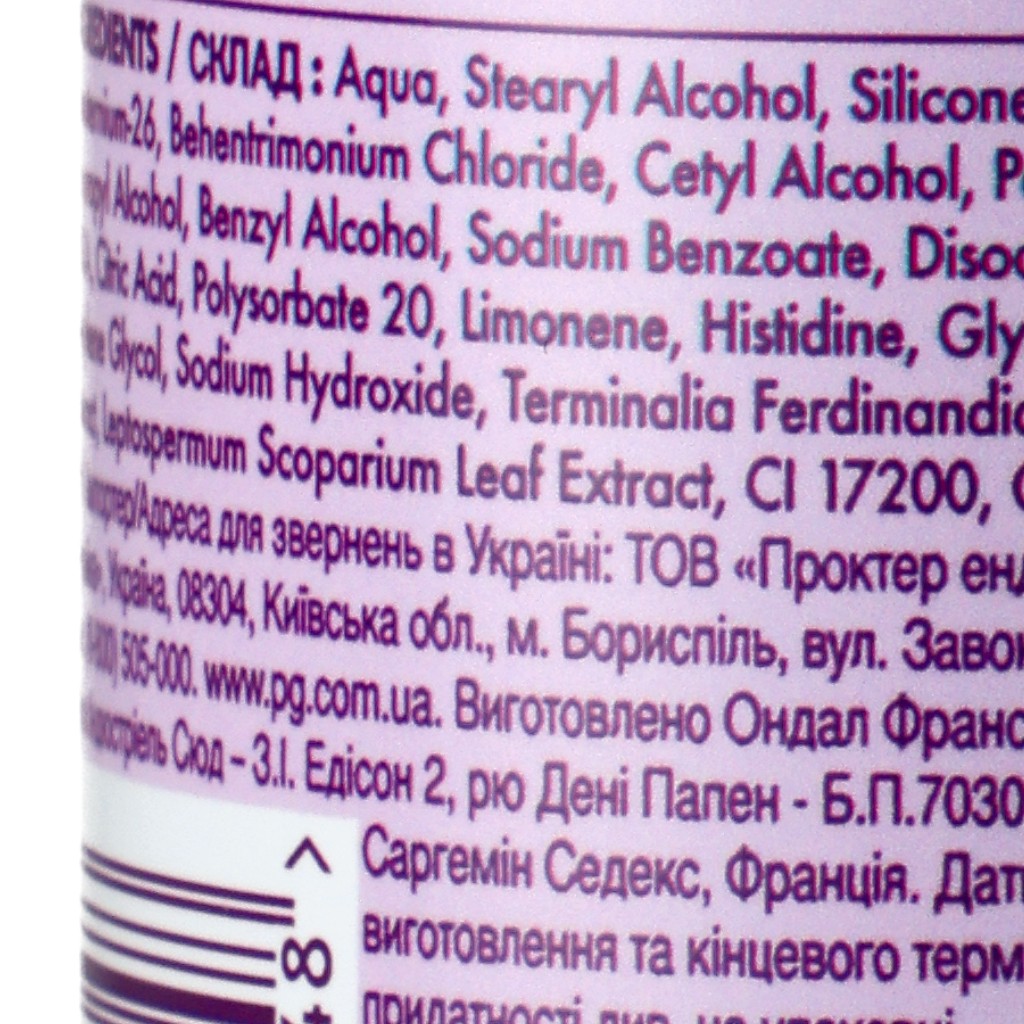 / СКЛАД : Aqua, Stearyl Alcohol, Silicone
26, Behentrimonium Chloride, Cetyl Alcohol,
Alcohol, Benzyl Alcohol, Sodium Benzoate,
Citric Acid, Polysorbate 20, Limonene, Histidine,
Glycol, Sodium Hydroxide, Terminalia
Leptospermum Scoparium Leaf Extract, CI 17200,
/Адреса для звернень в Україні: ТОВ «Проктер енд
Україна, 08304, Київська обл., м. Бориспіль, вул.
505-000. www.pg.com.ua. Виготовлено Ондал
Сюд – З.І. Едісон 2, рю Дені Папен - Б.П.7030
Саргемін Седекс, Франція.
виготовлення та кінцевого
>
8